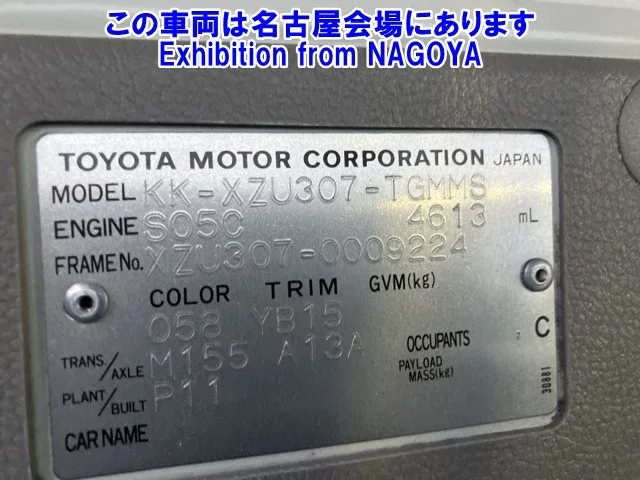 この車両は名古屋会場にあります
Exhibition from NAGOYA
TOYOTA MOTOR CORPORATION JAPAN
MODEL KK-XZU307-TGMMS
ENGINE S05C 4613 mL
FRAME No. XZU307-0009224
COLOR TRIM GVM(kg)
058 YB15
OCCUPANTS C
TRANS/AXLE M155 A13A
PAYLOAD MASS(kg)
PLANT/BUILT P11
30881
CAR NAME